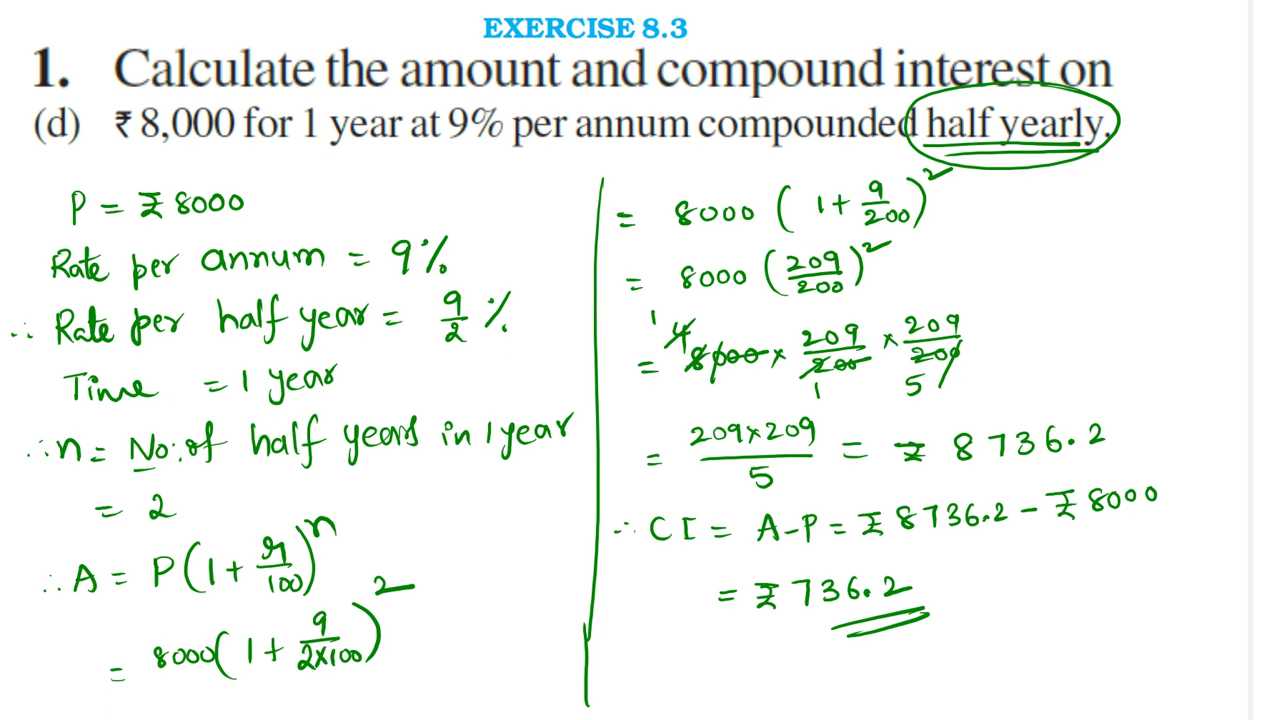 EXERCISE 8.3
1. Calculate the amount and compound interest on
(d) ₹ 8,000 for 1 year at 9% per annum compounded half yearly.
P = ₹ 8000
Rate per annum = 9%
∴ Rate per half year = 9/2 %
Time = 1 year
∴ n = No: of half years in 1 year
= 2
∴ A = P(1 + r/100)^n
= 8000(1 + 9/(2×100))^2
= 8000 (1 + 9/200)^2
= 8000 (209/200)^2
1 4
= 8000 × 209/200 × 209/200
1 5
= (209×209)/5 = ₹ 8736.2
∴ CI = A-P = ₹ 8736.2 - ₹ 8000
= ₹ 736.2